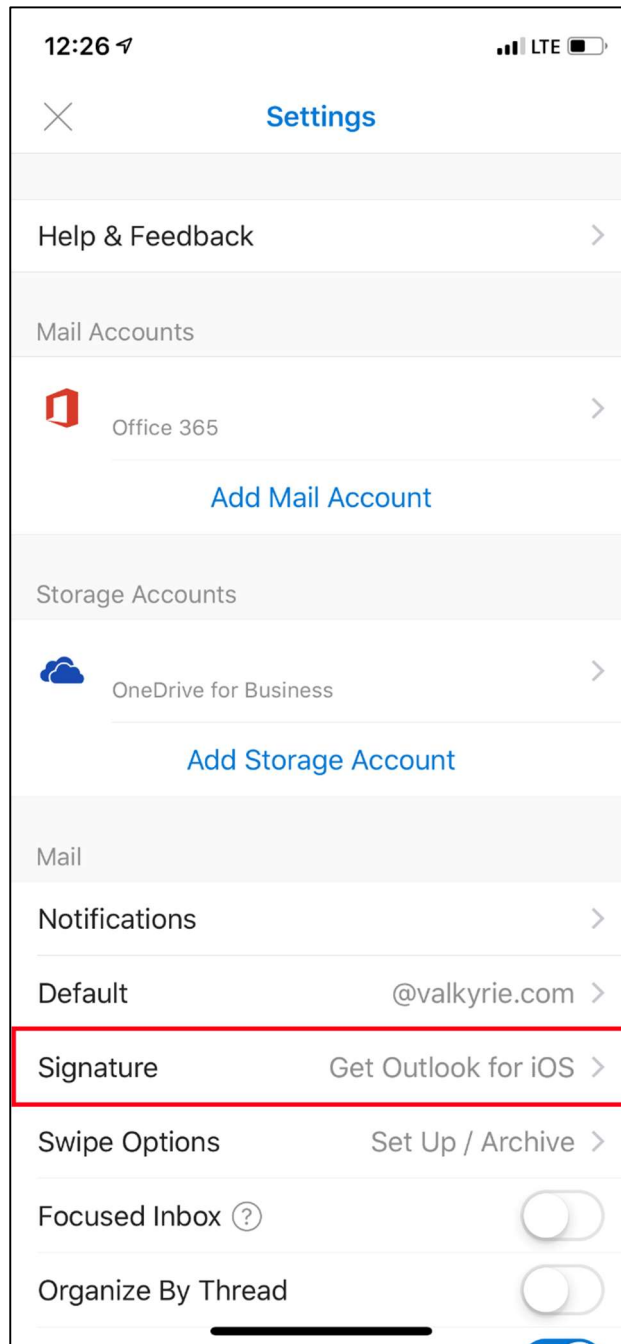 12:26 LTE
Settings
Help & Feedback
Mail Accounts
Office 365
Add Mail Account
Storage Accounts
OneDrive for Business
Add Storage Account
Mail
Notifications
Default @valkyrie.com
Signature Get Outlook for iOS
Swipe Options Set Up / Archive
Focused Inbox ?
Organize By Thread